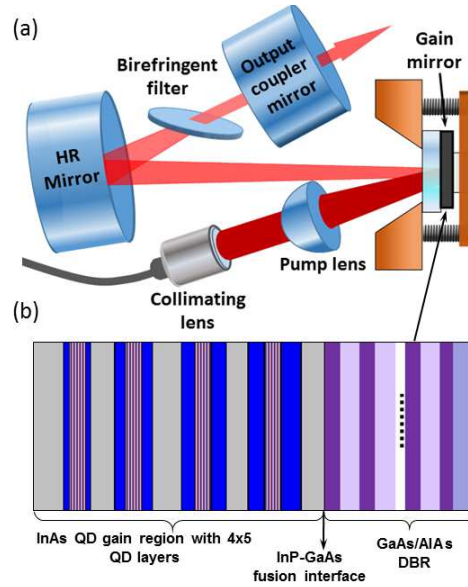 (a)
Birefringent
filter
Output
coupler
mirror
Gain
mirror
HR
Mirror
Pump lens
Collimating
lens
(b)
InAs QD gain region with 4x5
QD layers
InP-GaAs
fusion interface
GaAs/AlAs
DBR